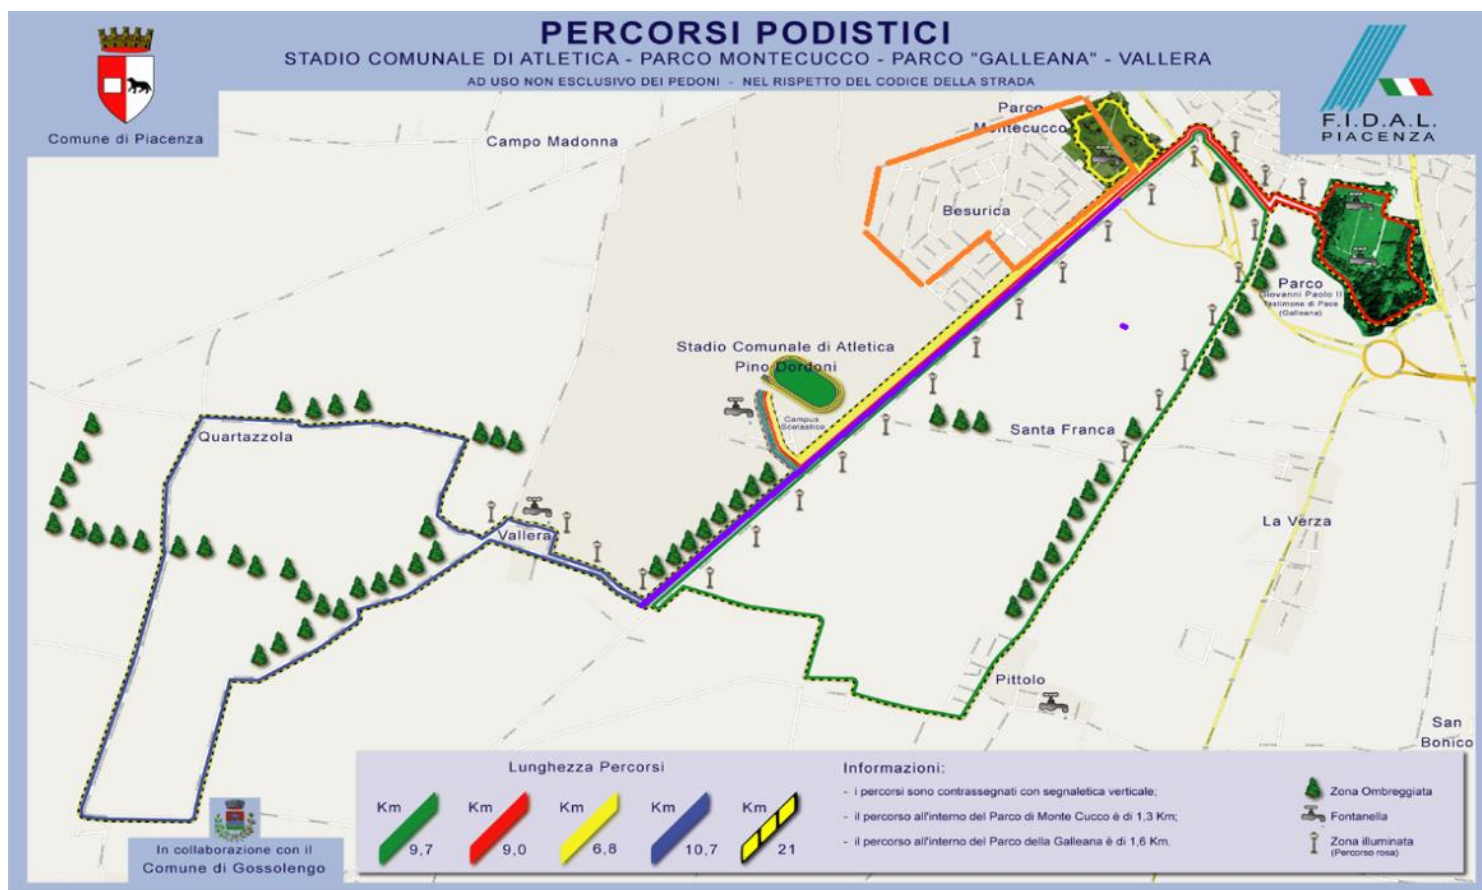 PERCORSI PODISTICI
STADIO COMUNALE DI ATLETICA - PARCO MONTECUCCO - PARCO "GALLEANA" - VALLERA
AD USO NON ESCLUSIVO DEI PEDONI - NEL RISPETTO DEL CODICE DELLA STRADA
Comune di Piacenza
F.I.D.A.L.
PIACENZA
Campo Madonna
Parco
Montecucco
Besurica
Parco
Giovanni Paolo II
Testimone di Pace
(Galleana)
Stadio Comunale di Atletica
Pino Dordoni
Campus
Scolastico
Quartazzola
Santa Franca
Vallera
La Verza
Pittolo
San
Bonico
Lunghezza Percorsi
Km 9,7
Km 9,0
Km 6,8
Km 10,7
Km 21
Informazioni:
- i percorsi sono contrassegnati con segnaletica verticale;
- il percorso all'interno del Parco di Monte Cucco è di 1,3 Km;
- il percorso all'interno del Parco della Galleana è di 1,6 Km.
Zona Ombreggiata
Fontanella
Zona illuminata
(Percorso rosa)
In collaborazione con il
Comune di Gossolengo